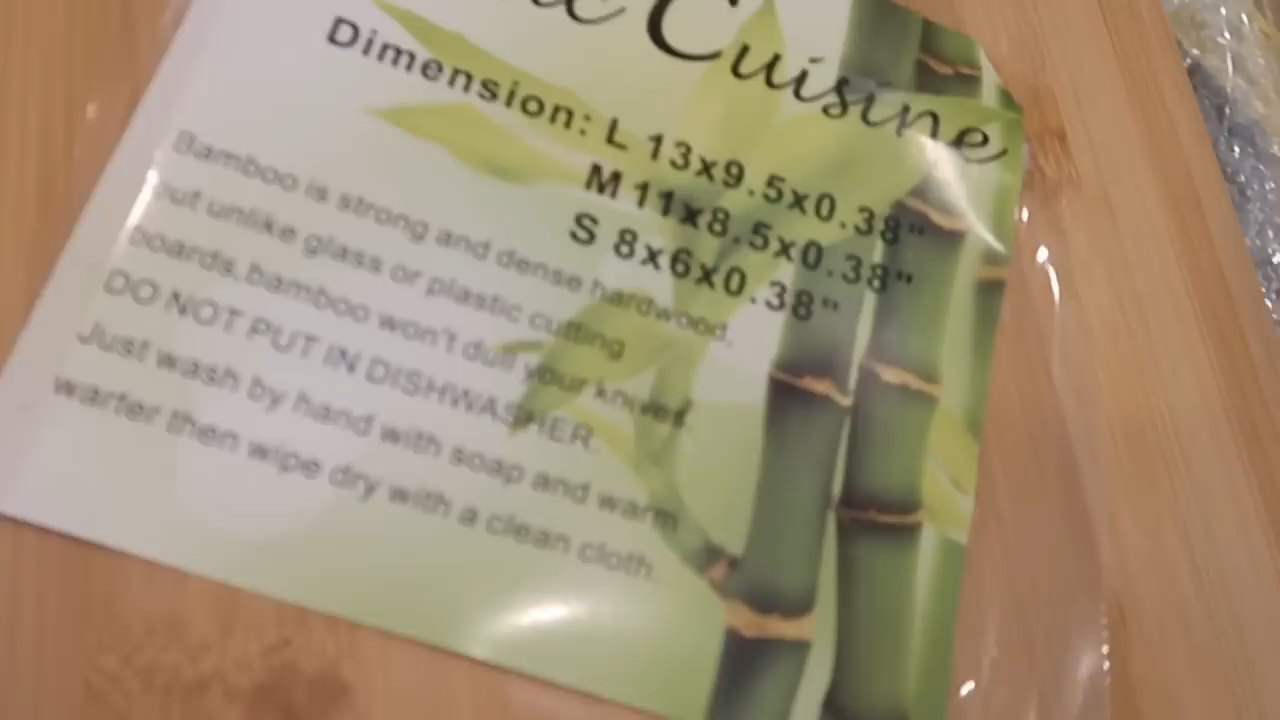 Cuisine
Dimension: L 13x9.5x0.38"
M 11x8.5x0.38"
S 8x6x0.38"
Bamboo is strong and dense hardwood,
but unlike glass or plastic cutting
boards,bamboo won't dull your knives.
DO NOT PUT IN DISHWASHER.
Just wash by hand with soap and warm
warter then wipe dry with a clean cloth.